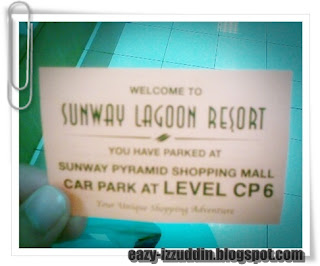 WELCOME TO
SUNWAY LAGOON RESORT
YOU HAVE PARKED AT
SUNWAY PYRAMID SHOPPING MALL
CAR PARK AT LEVEL CP6
Your Unique Shopping Adventure
eazy-izzuddin.blogspot.com